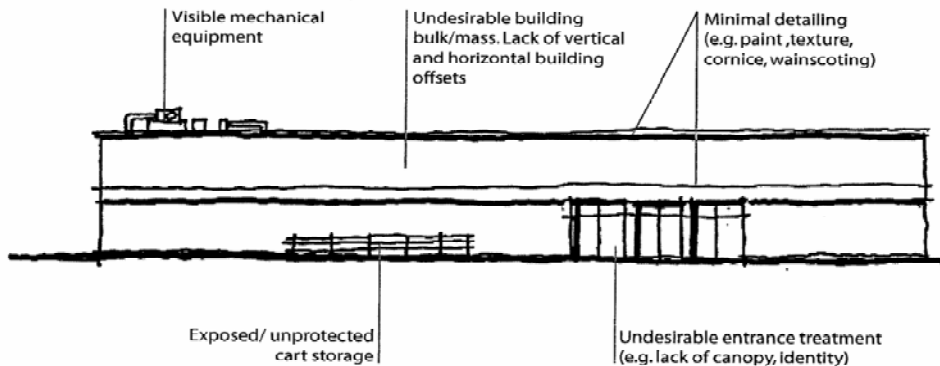 Visible mechanical
equipment
Undesirable building
bulk/mass. Lack of vertical
and horizontal building
offsets
Minimal detailing
(e.g. paint ,texture,
cornice, wainscoting)
Exposed/ unprotected
cart storage
Undesirable entrance treatment
(e.g. lack of canopy, identity)